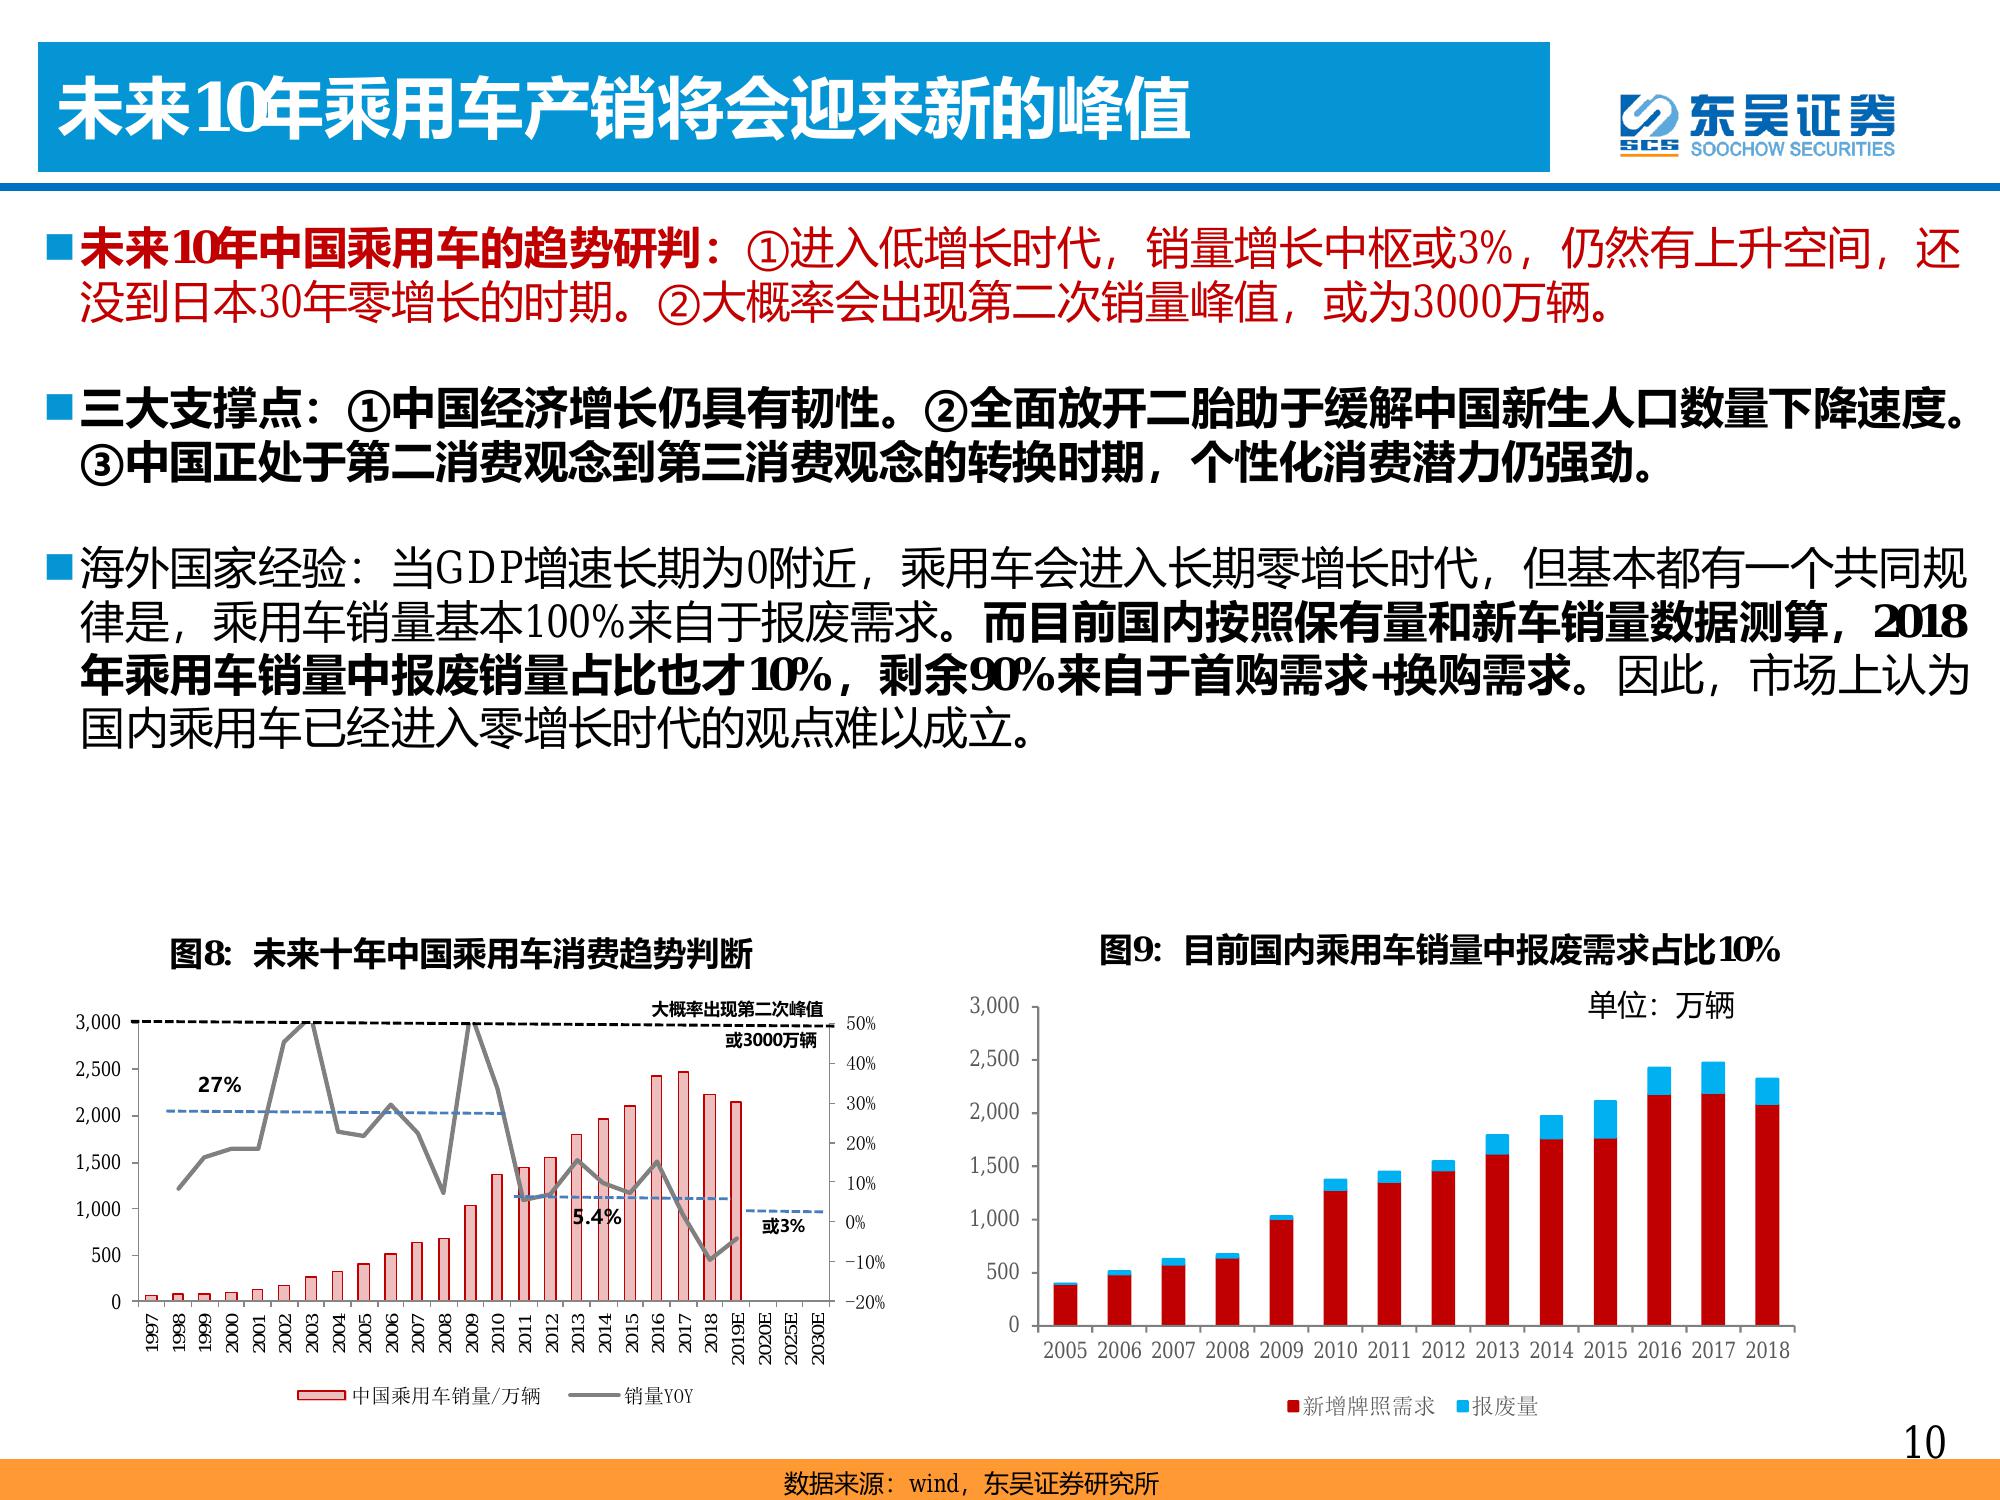 未来10年乘用车产销将会迎来新的峰值
东吴证券
SCS
SOOCHOW SECURITIES
未来10年中国乘用车的趋势研判：①进入低增长时代，销量增长中枢或3%，仍然有上升空间，还
没到日本30年零增长的时期。②大概率会出现第二次销量峰值，或为3000万辆。
三大支撑点：①中国经济增长仍具有韧性。②全面放开二胎助于缓解中国新生人口数量下降速度。
③中国正处于第二消费观念到第三消费观念的转换时期，个性化消费潜力仍强劲。
海外国家经验：当GDP增速长期为0附近，乘用车会进入长期零增长时代，但基本都有一个共同规
律是，乘用车销量基本100%来自于报废需求。而目前国内按照保有量和新车销量数据测算，2018
年乘用车销量中报废销量占比也才10%，剩余90%来自于首购需求+换购需求。因此，市场上认为
国内乘用车已经进入零增长时代的观点难以成立。
图8：未来十年中国乘用车消费趋势判断
大概率出现第二次峰值
或3000万辆
3,000
2,500
2,000
1,500
1,000
500
0
50%
40%
30%
20%
10%
0%
-10%
-20%
27%
5.4%
或3%
1997 1998 1999 2000 2001 2002 2003 2004 2005 2006 2007 2008 2009 2010 2011 2012 2013 2014 2015 2016 2017 2018 2019E 2020E 2025E 2030E
中国乘用车销量/万辆 销量YOY
图9：目前国内乘用车销量中报废需求占比10%
单位：万辆
3,000
2,500
2,000
1,500
1,000
500
0
2005 2006 2007 2008 2009 2010 2011 2012 2013 2014 2015 2016 2017 2018
新增牌照需求 报废量
10
数据来源：wind，东吴证券研究所